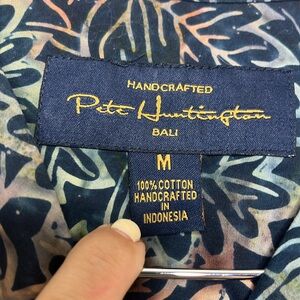 HANDCRAFTED
Pete Huntington
BALI
M
100% COTTON
HANDCRAFTED
IN
INDONESIA